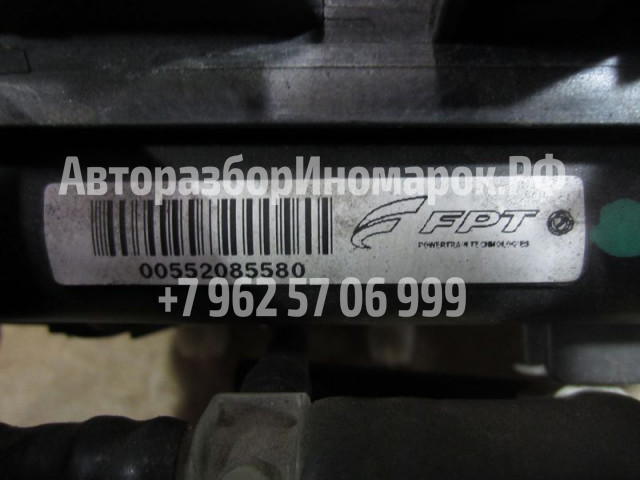 АвторазборИномарок.РФ
FPT
POWERTRAIN TECHNOLOGIES
00552085580
+7 962 57 06 999